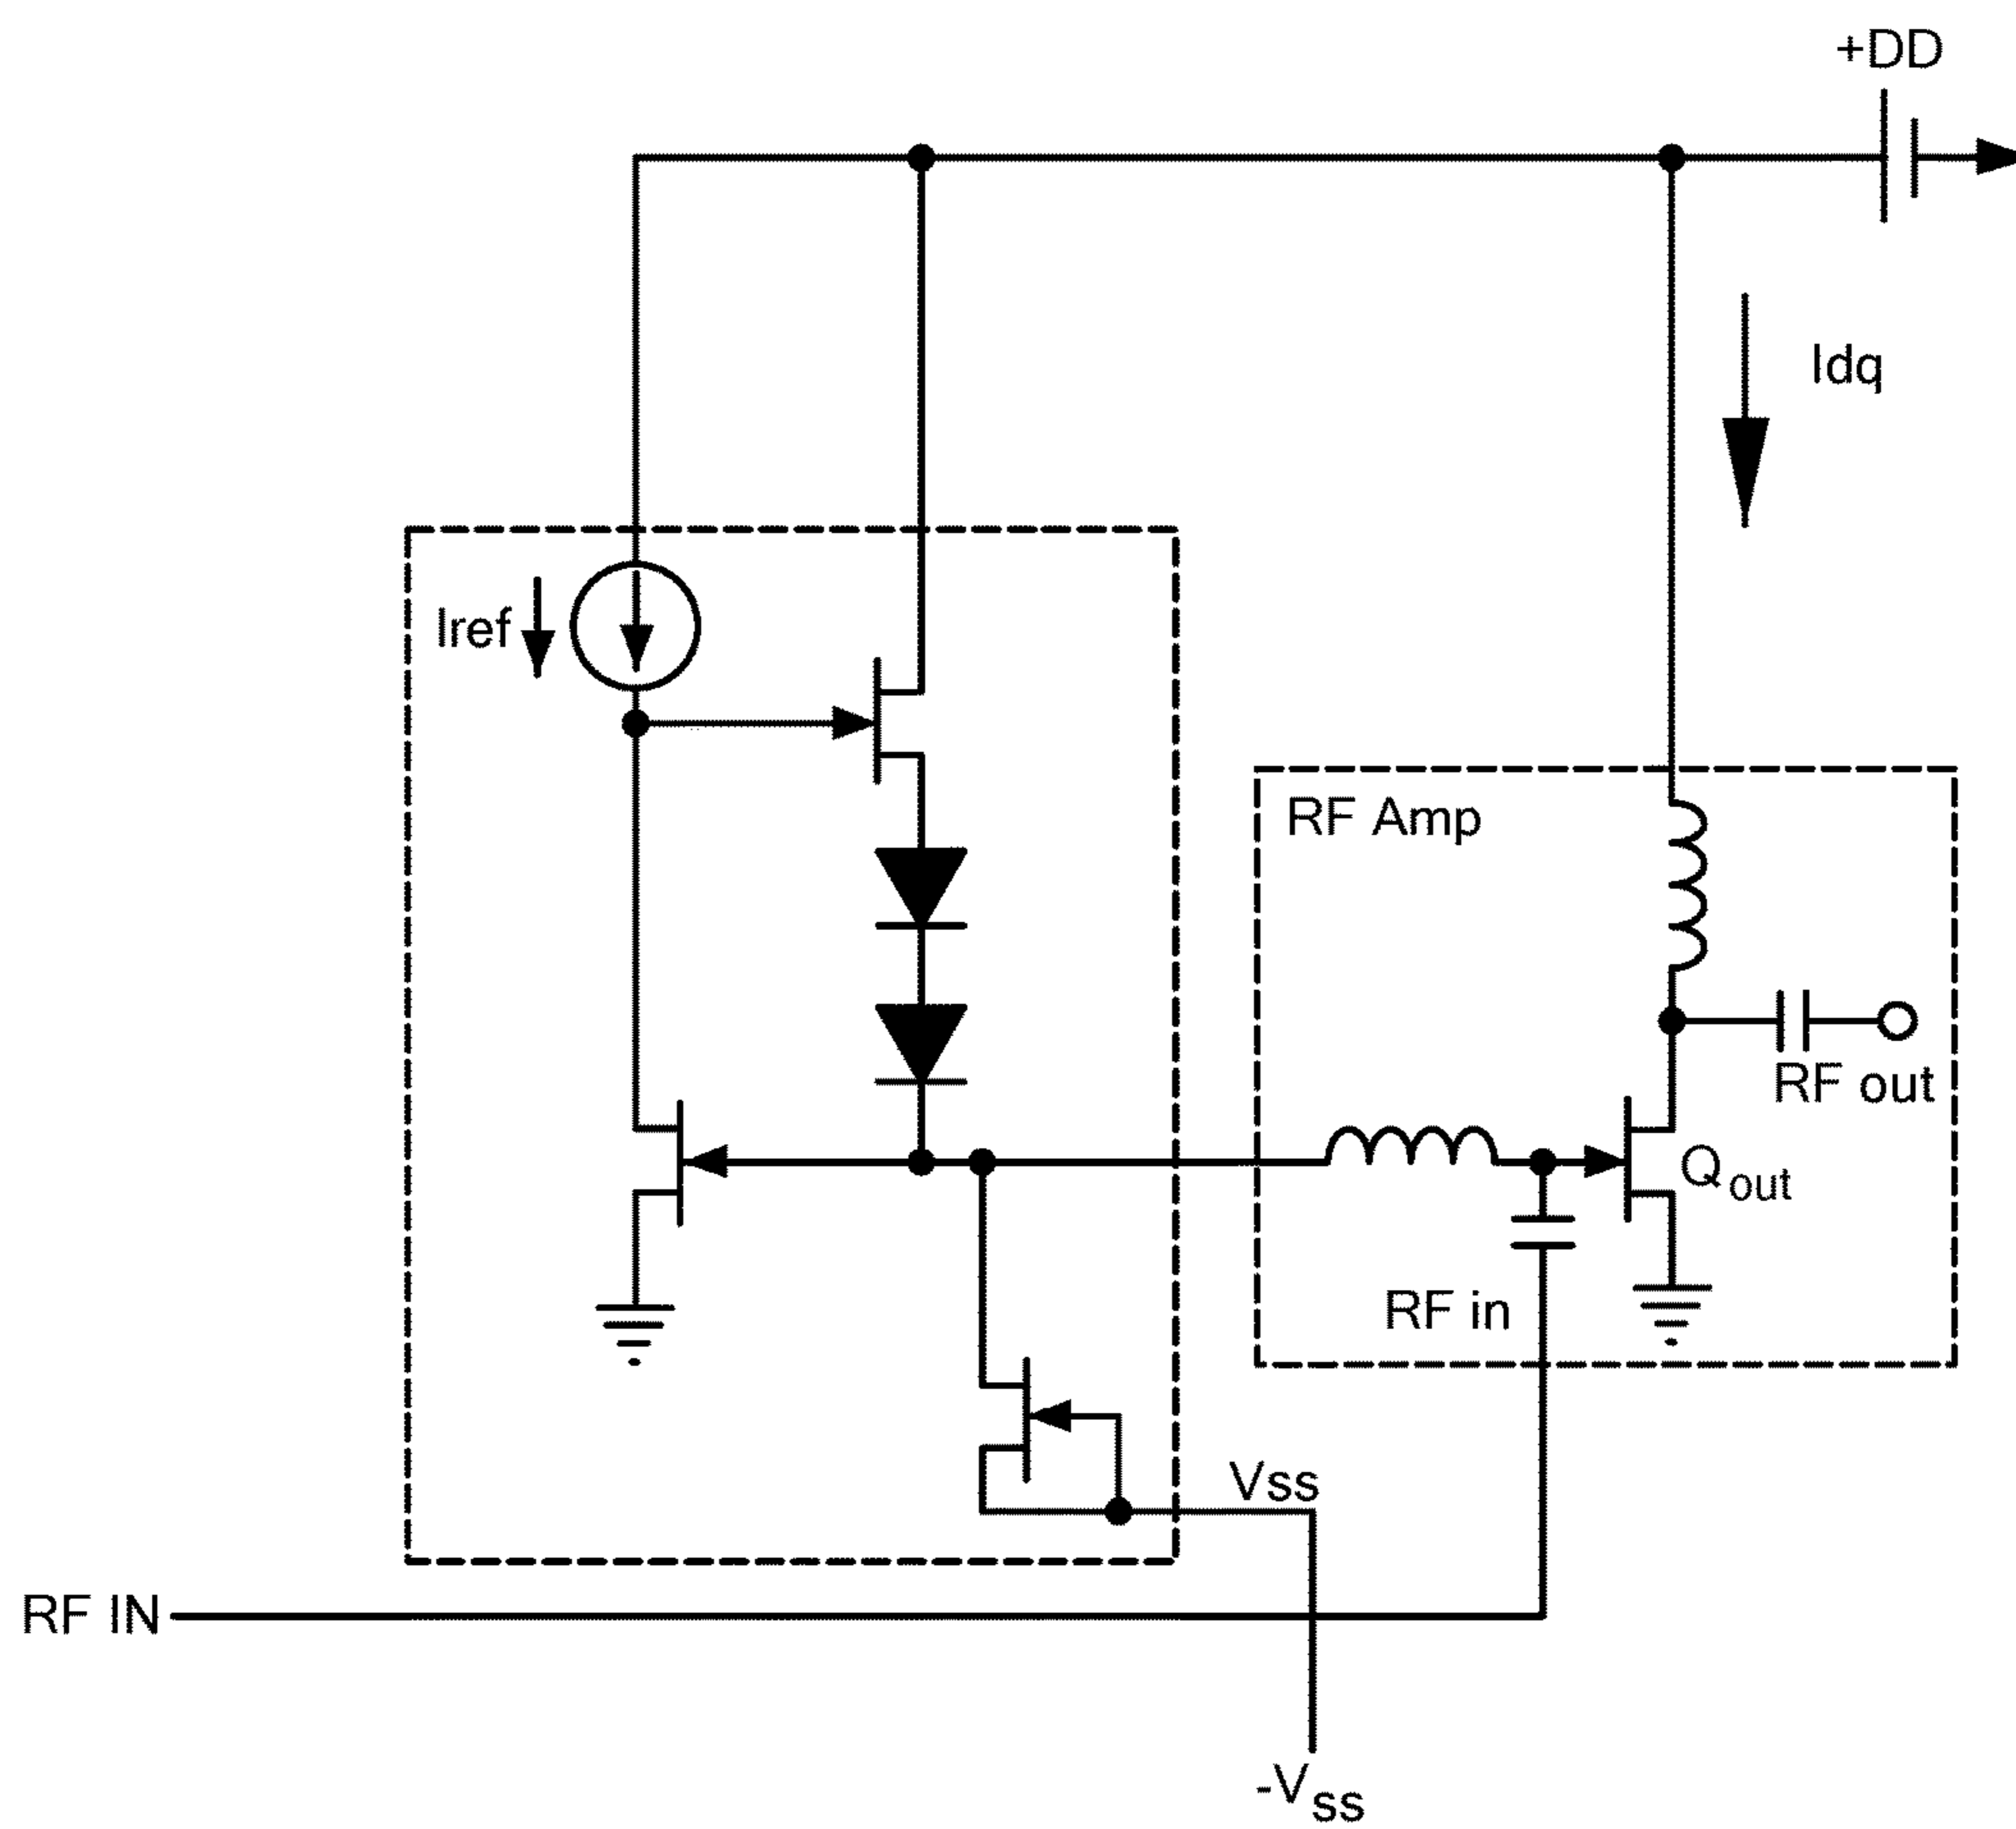 +DD
Idq
Iref
RF Amp
RF out
Qout
RF in
Vss
RF IN
-Vss